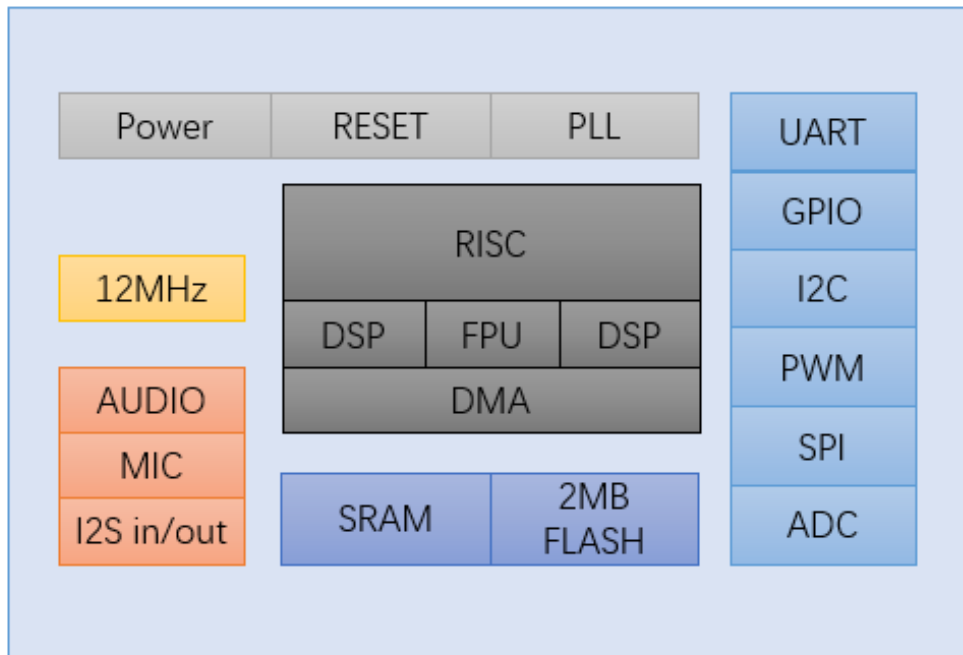 Power RESET PLL
RISC
DSP FPU DSP
DMA
12MHz
AUDIO
MIC
I2S in/out
SRAM
2MB
FLASH
UART
GPIO
I2C
PWM
SPI
ADC